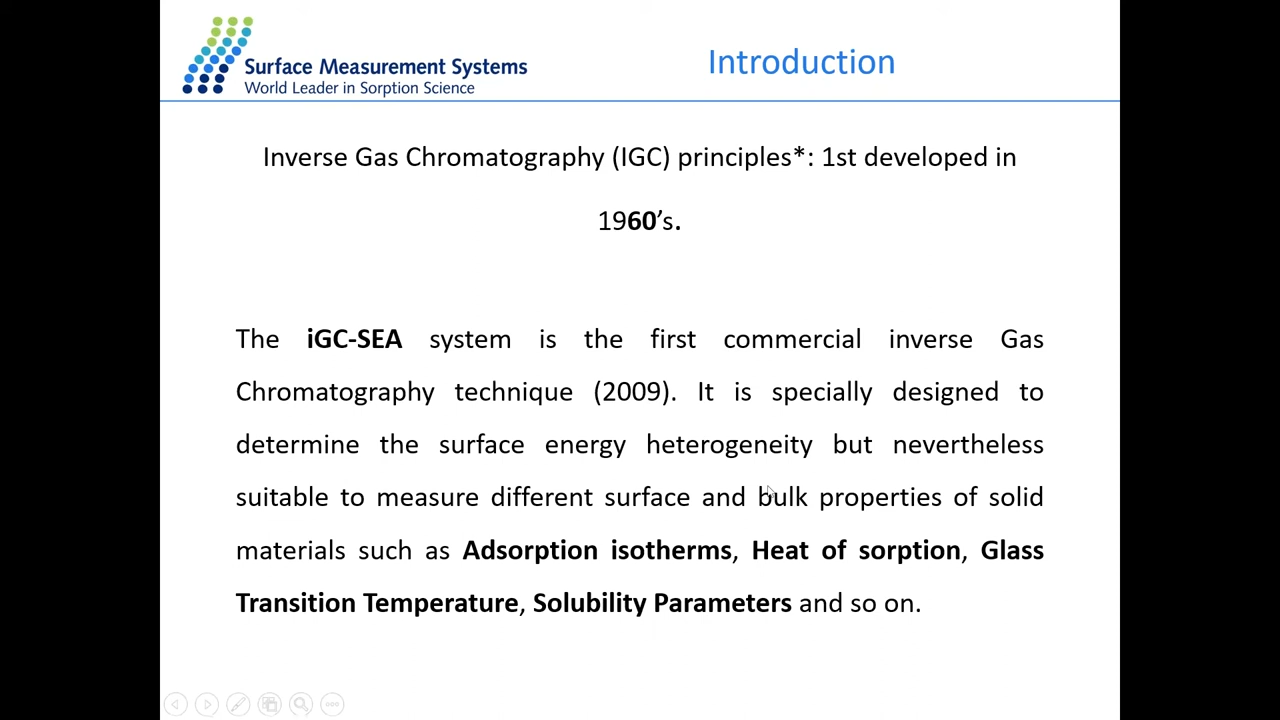 Surface Measurement Systems
World Leader in Sorption Science
Introduction
Inverse Gas Chromatography (IGC) principles*: 1st developed in
1960’s.
The iGC-SEA system is the first commercial inverse Gas
Chromatography technique (2009). It is specially designed to
determine the surface energy heterogeneity but nevertheless
suitable to measure different surface and bulk properties of solid
materials such as Adsorption isotherms, Heat of sorption, Glass
Transition Temperature, Solubility Parameters and so on.